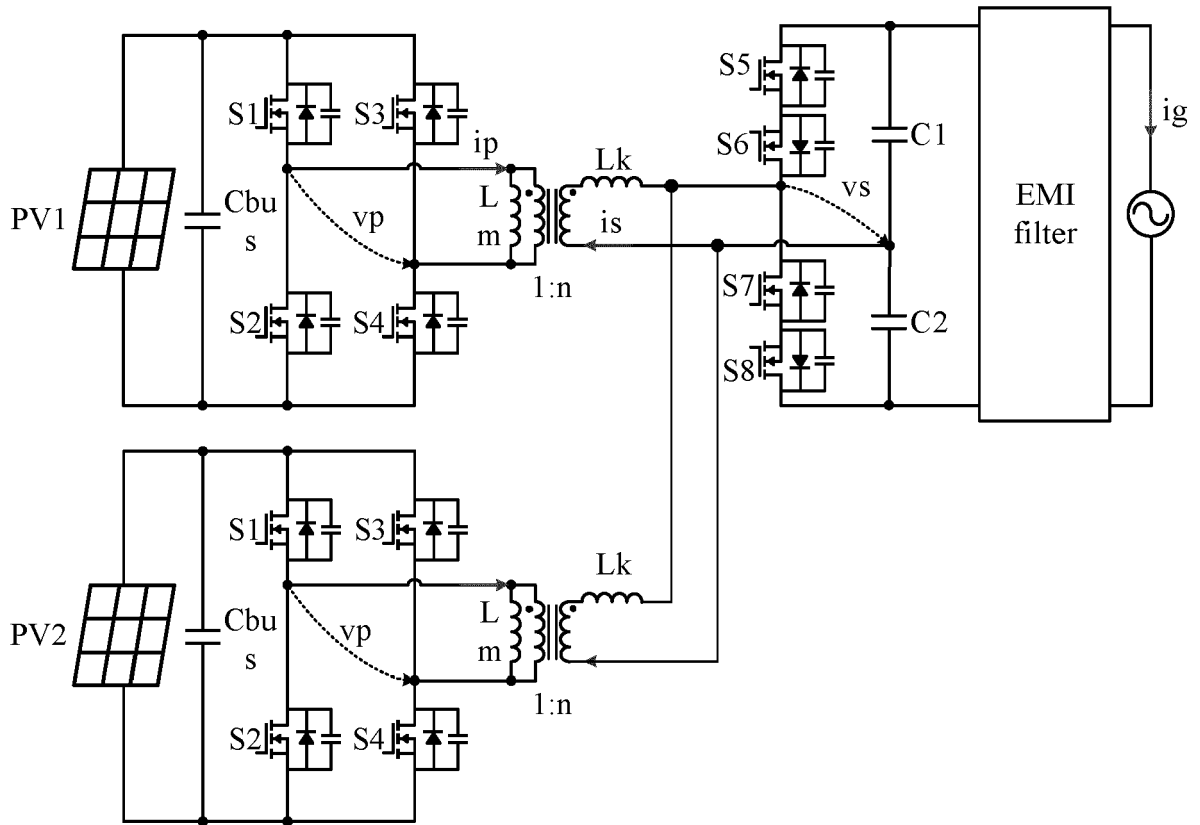 S5
S1
S3
ig
ip
Lk
S6
C1
PV1
Cbu
s
vp
L
m
is
vs
EMI
filter
1:n
S7
S2
S4
C2
S8
S1
S3
Lk
PV2
Cbu
s
vp
L
m
1:n
S2
S4